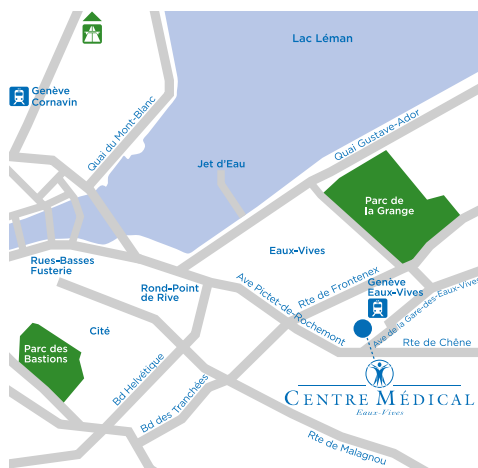 Lac Léman
Genève
Cornavin
Quai du Mont-Blanc
Quai Gustave-Ador
Jet d'Eau
Parc de
la Grange
Eaux-Vives
Rues-Basses
Fusterie
Rond-Point
de Rive
Ave Pictet-de-Rochemont
Rte de Frontenex
Genève
Eaux-Vives
Ave de la Gare-des-Eaux-Vives
Cité
Parc des
Bastions
Rte de Chêne
Bd Helvétique
Bd des Tranchées
CENTRE MÉDICAL
Eaux-Vives
Rte de Malagnou